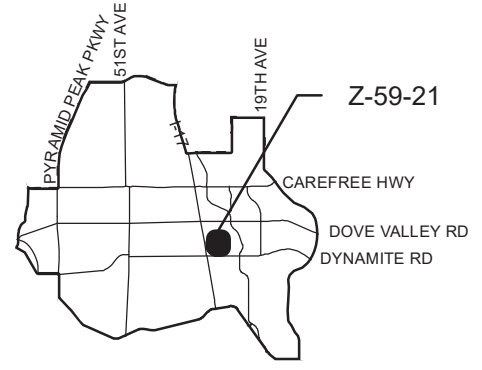 PYRAMID PEAK PKWY
51ST AVE
I-17
19TH AVE
Z-59-21
CAREFREE HWY
DOVE VALLEY RD
DYNAMITE RD